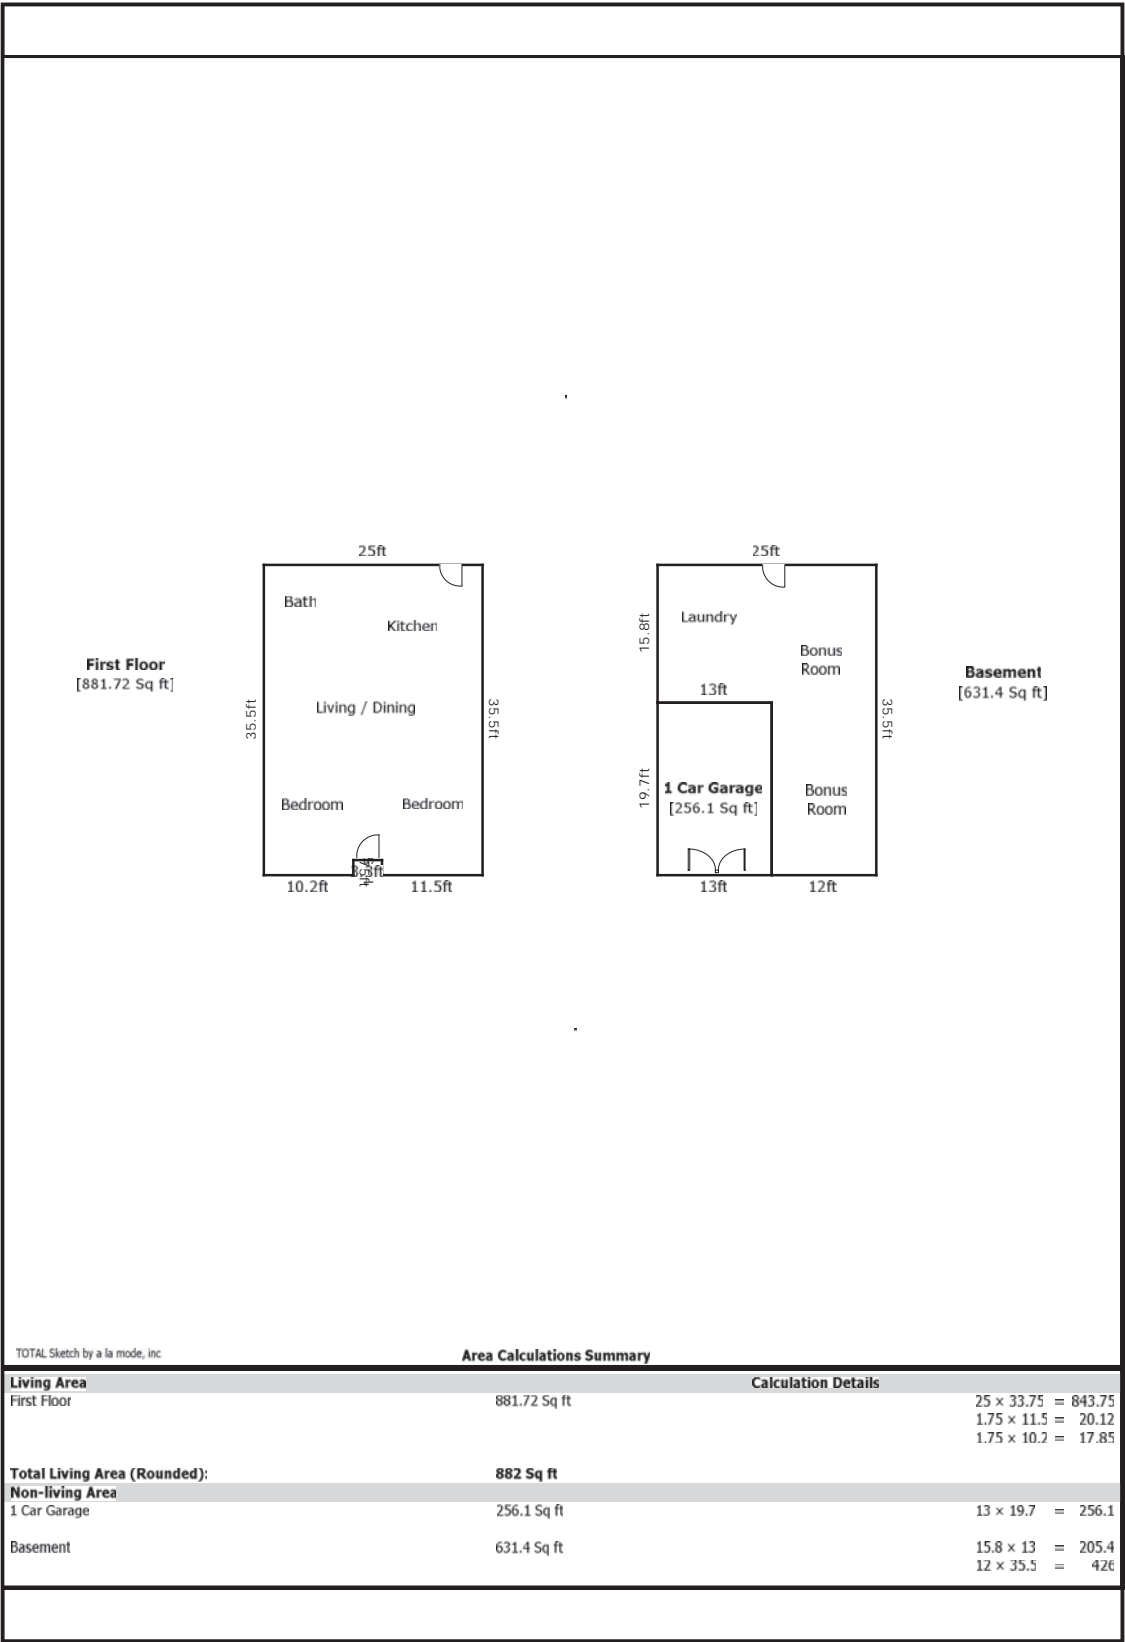 25ft
25ft
Bath
Kitchen
Laundry
15.8ft
Bonus
Room
First Floor
[881.72 Sq ft]
Basement
[631.4 Sq ft]
13ft
35.5ft
Living / Dining
35.5ft
35.5ft
19.7ft
1 Car Garage
[256.1 Sq ft]
Bonus
Room
Bedroom
Bedroom
10.2ft
11.5ft
13ft
12ft
TOTAL Sketch by a la mode, inc
Area Calculations Summary
Living Area
Calculation Details
First Floor
881.72 Sq ft
25 × 33.75 = 843.75
1.75 × 11.5 = 20.12
1.75 × 10.2 = 17.85
Total Living Area (Rounded):
882 Sq ft
Non-living Area
1 Car Garage
256.1 Sq ft
13 × 19.7 = 256.1
Basement
631.4 Sq ft
15.8 × 13 = 205.4
12 × 35.5 = 426